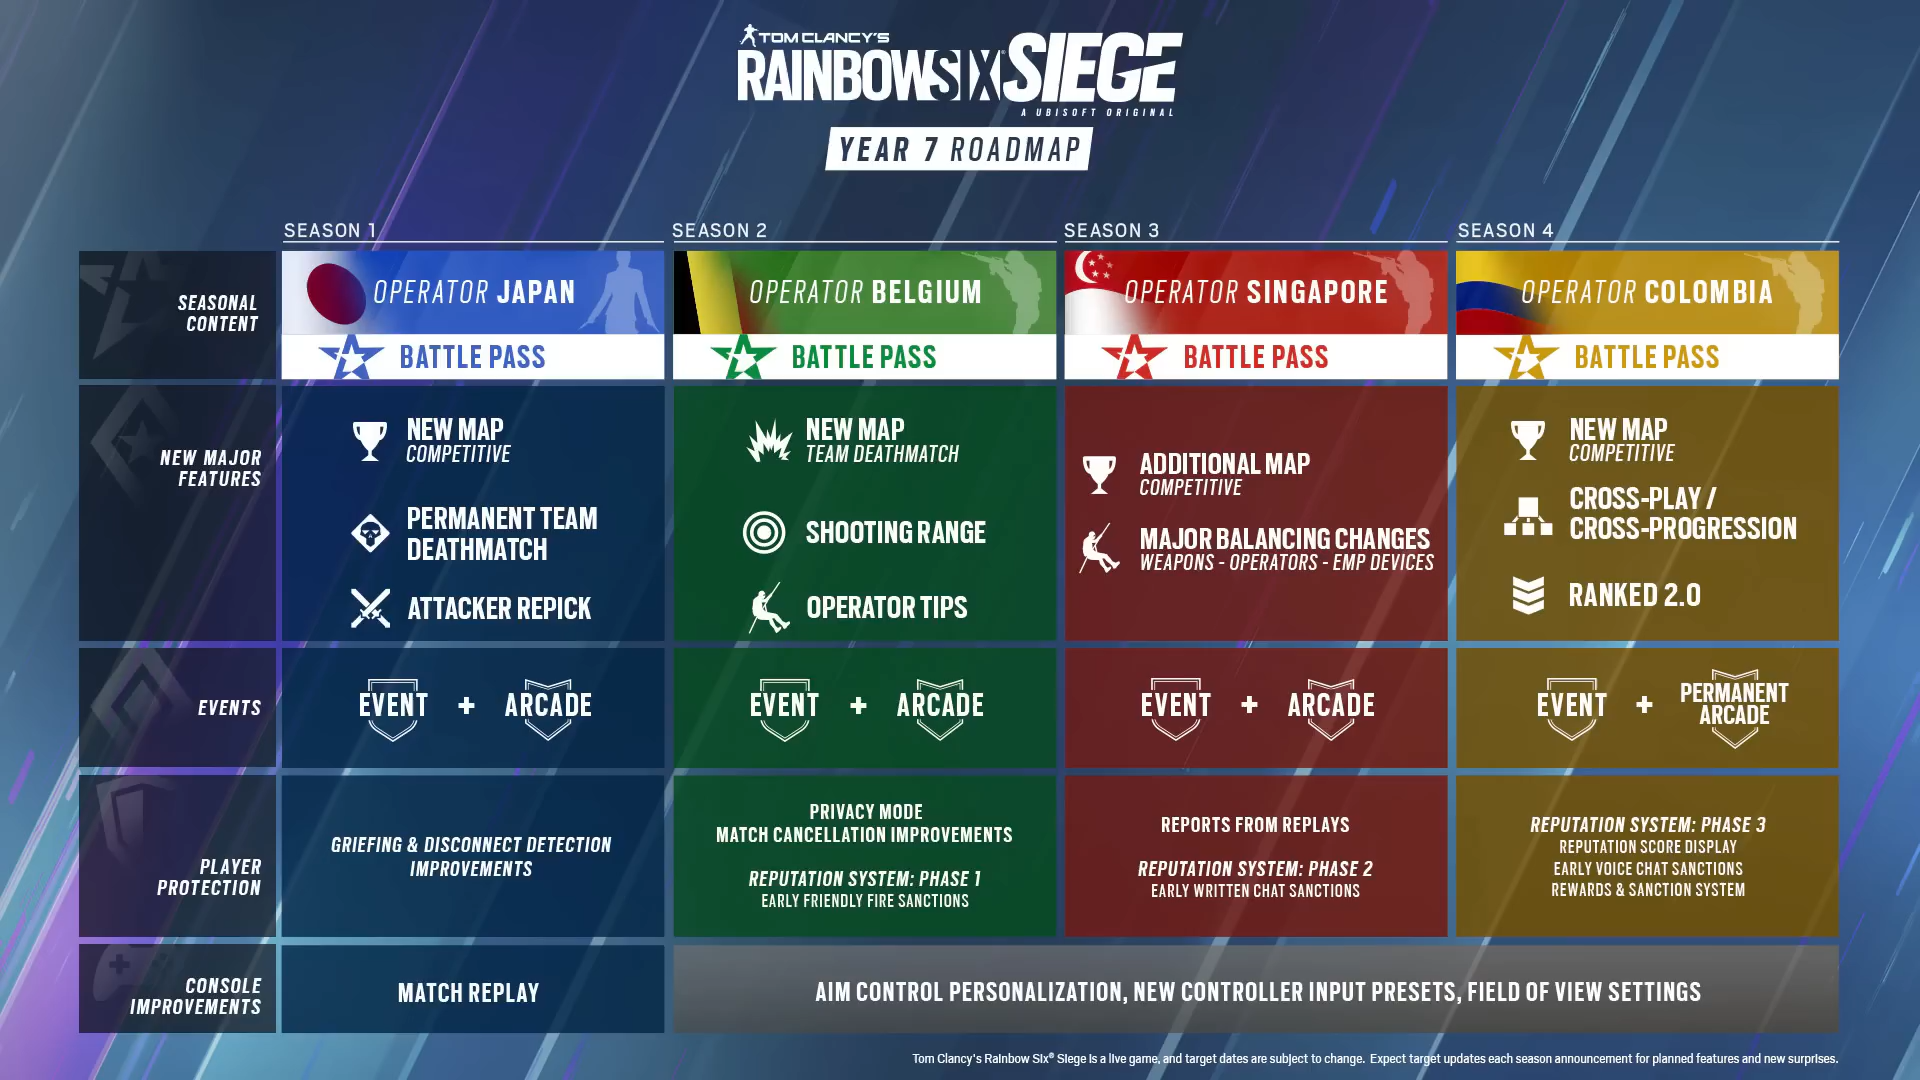 TOM CLANCY'S
RAINBOWSIX SIEGE
A UBISOFT ORIGINAL
YEAR 7 ROADMAP
SEASON 1
SEASON 2
SEASON 3
SEASON 4
SEASONAL
CONTENT
OPERATOR JAPAN
OPERATOR BELGIUM
OPERATOR SINGAPORE
OPERATOR COLOMBIA
BATTLE PASS
BATTLE PASS
BATTLE PASS
BATTLE PASS
NEW MAJOR
FEATURES
NEW MAP
COMPETITIVE
PERMANENT TEAM
DEATHMATCH
ATTACKER REPICK
NEW MAP
TEAM DEATHMATCH
SHOOTING RANGE
OPERATOR TIPS
ADDITIONAL MAP
COMPETITIVE
MAJOR BALANCING CHANGES
WEAPONS - OPERATORS - EMP DEVICES
NEW MAP
COMPETITIVE
CROSS-PLAY /
CROSS-PROGRESSION
RANKED 2.0
EVENTS
EVENT + ARCADE
EVENT + ARCADE
EVENT + ARCADE
EVENT + PERMANENT
ARCADE
PLAYER
PROTECTION
GRIEFING & DISCONNECT DETECTION
IMPROVEMENTS
PRIVACY MODE
MATCH CANCELLATION IMPROVEMENTS
REPUTATION SYSTEM: PHASE 1
EARLY FRIENDLY FIRE SANCTIONS
REPORTS FROM REPLAYS
REPUTATION SYSTEM: PHASE 2
EARLY WRITTEN CHAT SANCTIONS
REPUTATION SYSTEM: PHASE 3
REPUTATION SCORE DISPLAY
EARLY VOICE CHAT SANCTIONS
REWARDS & SANCTION SYSTEM
CONSOLE
IMPROVEMENTS
MATCH REPLAY
AIM CONTROL PERSONALIZATION, NEW CONTROLLER INPUT PRESETS, FIELD OF VIEW SETTINGS
Tom Clancy's Rainbow Six® Siege is a live game, and target dates are subject to change. Expect target updates each season announcement for planned features and new surprises.